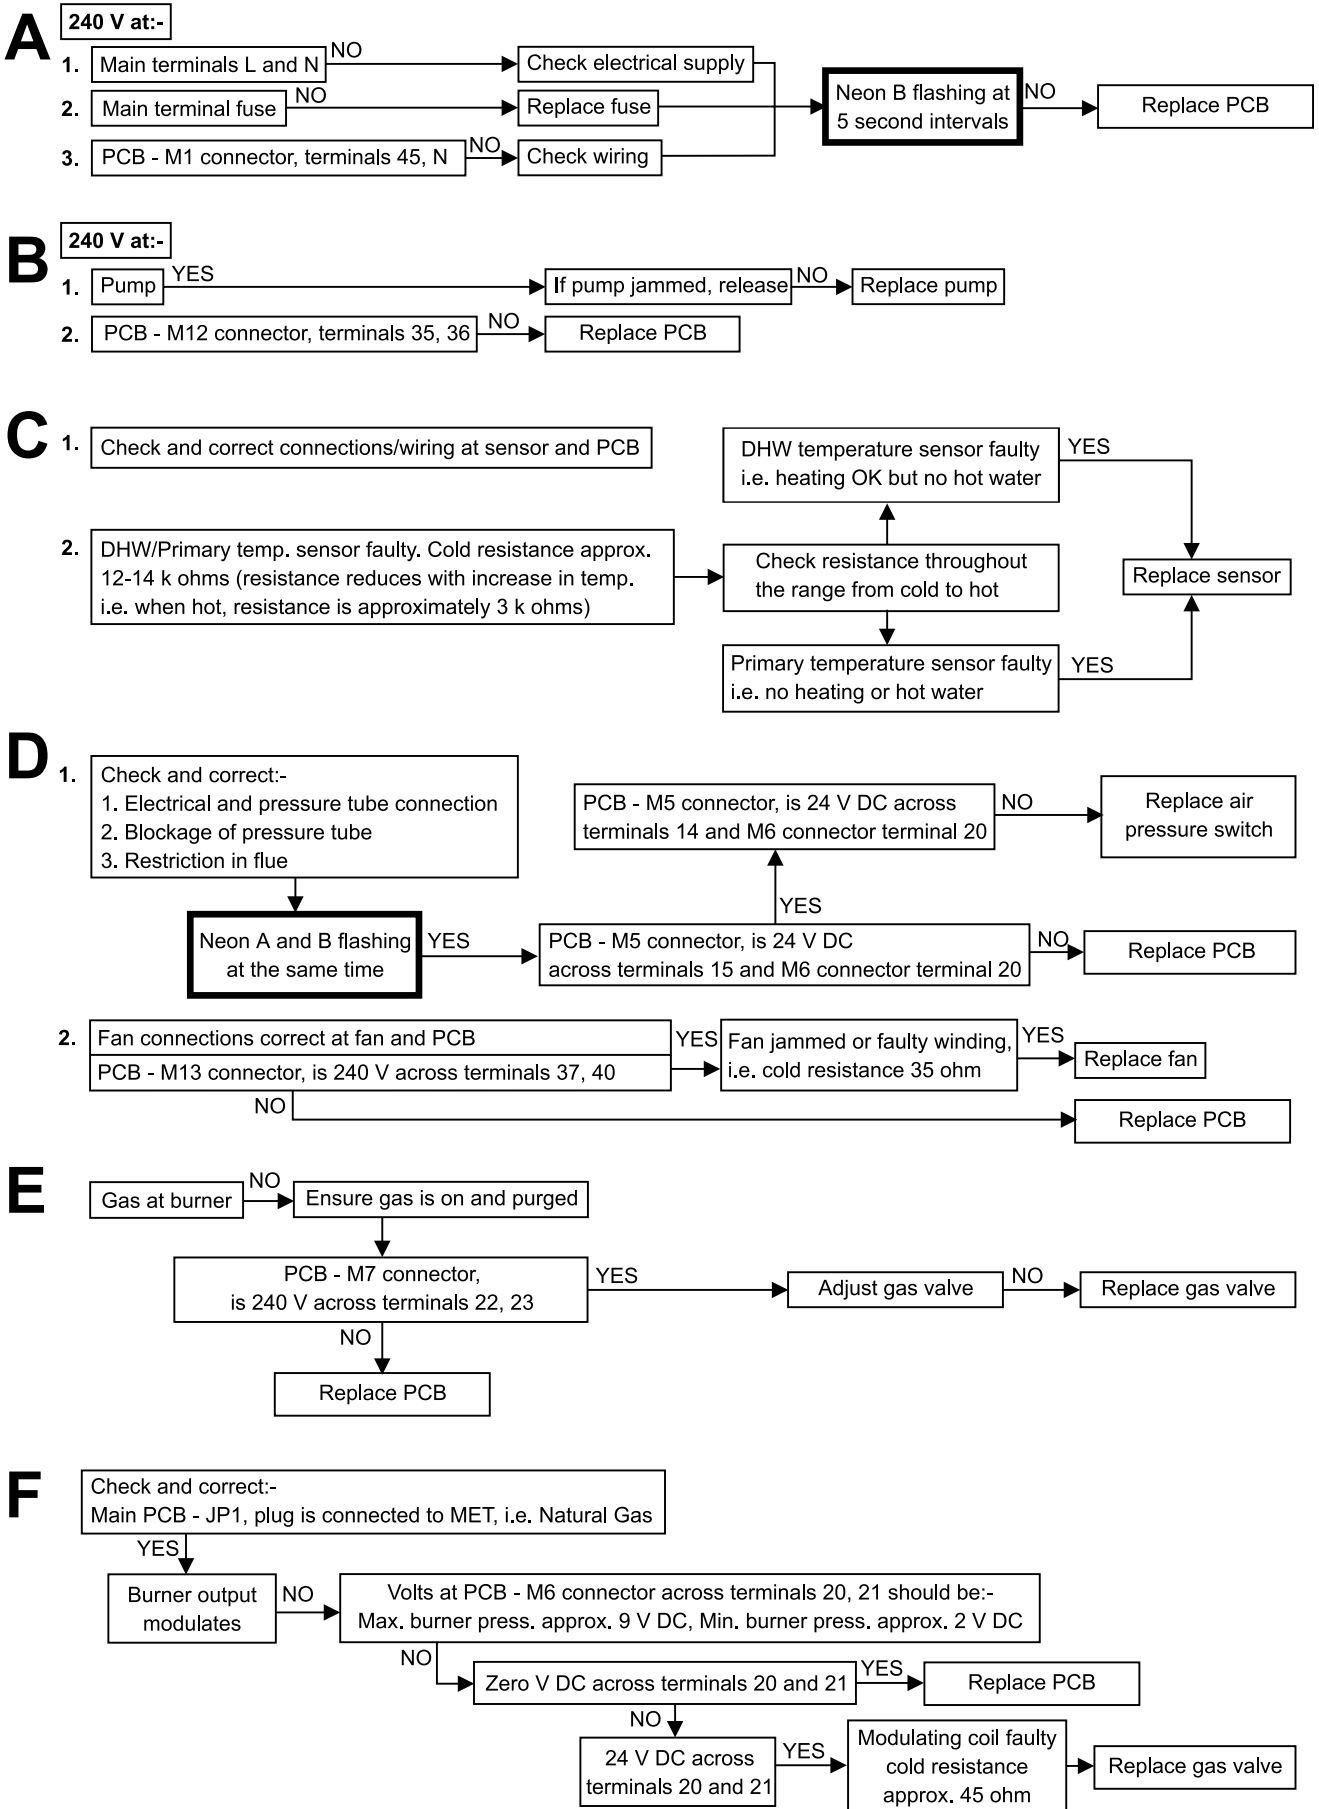 A
240 V at:-
1.
Main terminals L and N
NO
Check electrical supply
2.
Main terminal fuse
NO
Replace fuse
Neon B flashing at
5 second intervals
NO
Replace PCB
3.
PCB - M1 connector, terminals 45, N
NO
Check wiring
B
240 V at:-
1.
Pump
YES
If pump jammed, release
NO
Replace pump
2.
PCB - M12 connector, terminals 35, 36
NO
Replace PCB
C
1.
Check and correct connections/wiring at sensor and PCB
DHW temperature sensor faulty
i.e. heating OK but no hot water
YES
2.
DHW/Primary temp. sensor faulty. Cold resistance approx.
12-14 k ohms (resistance reduces with increase in temp.
i.e. when hot, resistance is approximately 3 k ohms)
Check resistance throughout
the range from cold to hot
Replace sensor
Primary temperature sensor faulty
i.e. no heating or hot water
YES
D
1.
Check and correct:-
1. Electrical and pressure tube connection
2. Blockage of pressure tube
3. Restriction in flue
PCB - M5 connector, is 24 V DC across
terminals 14 and M6 connector terminal 20
NO
Replace air
pressure switch
YES
Neon A and B flashing
at the same time
YES
PCB - M5 connector, is 24 V DC
across terminals 15 and M6 connector terminal 20
NO
Replace PCB
2.
Fan connections correct at fan and PCB
PCB - M13 connector, is 240 V across terminals 37, 40
YES
Fan jammed or faulty winding,
i.e. cold resistance 35 ohm
YES
Replace fan
NO
Replace PCB
E
Gas at burner
NO
Ensure gas is on and purged
PCB - M7 connector,
is 240 V across terminals 22, 23
YES
Adjust gas valve
NO
Replace gas valve
NO
Replace PCB
F
Check and correct:-
Main PCB - JP1, plug is connected to MET, i.e. Natural Gas
YES
Burner output
modulates
NO
Volts at PCB - M6 connector across terminals 20, 21 should be:-
Max. burner press. approx. 9 V DC, Min. burner press. approx. 2 V DC
NO
Zero V DC across terminals 20 and 21
YES
Replace PCB
NO
24 V DC across
terminals 20 and 21
YES
Modulating coil faulty
cold resistance
approx. 45 ohm
Replace gas valve